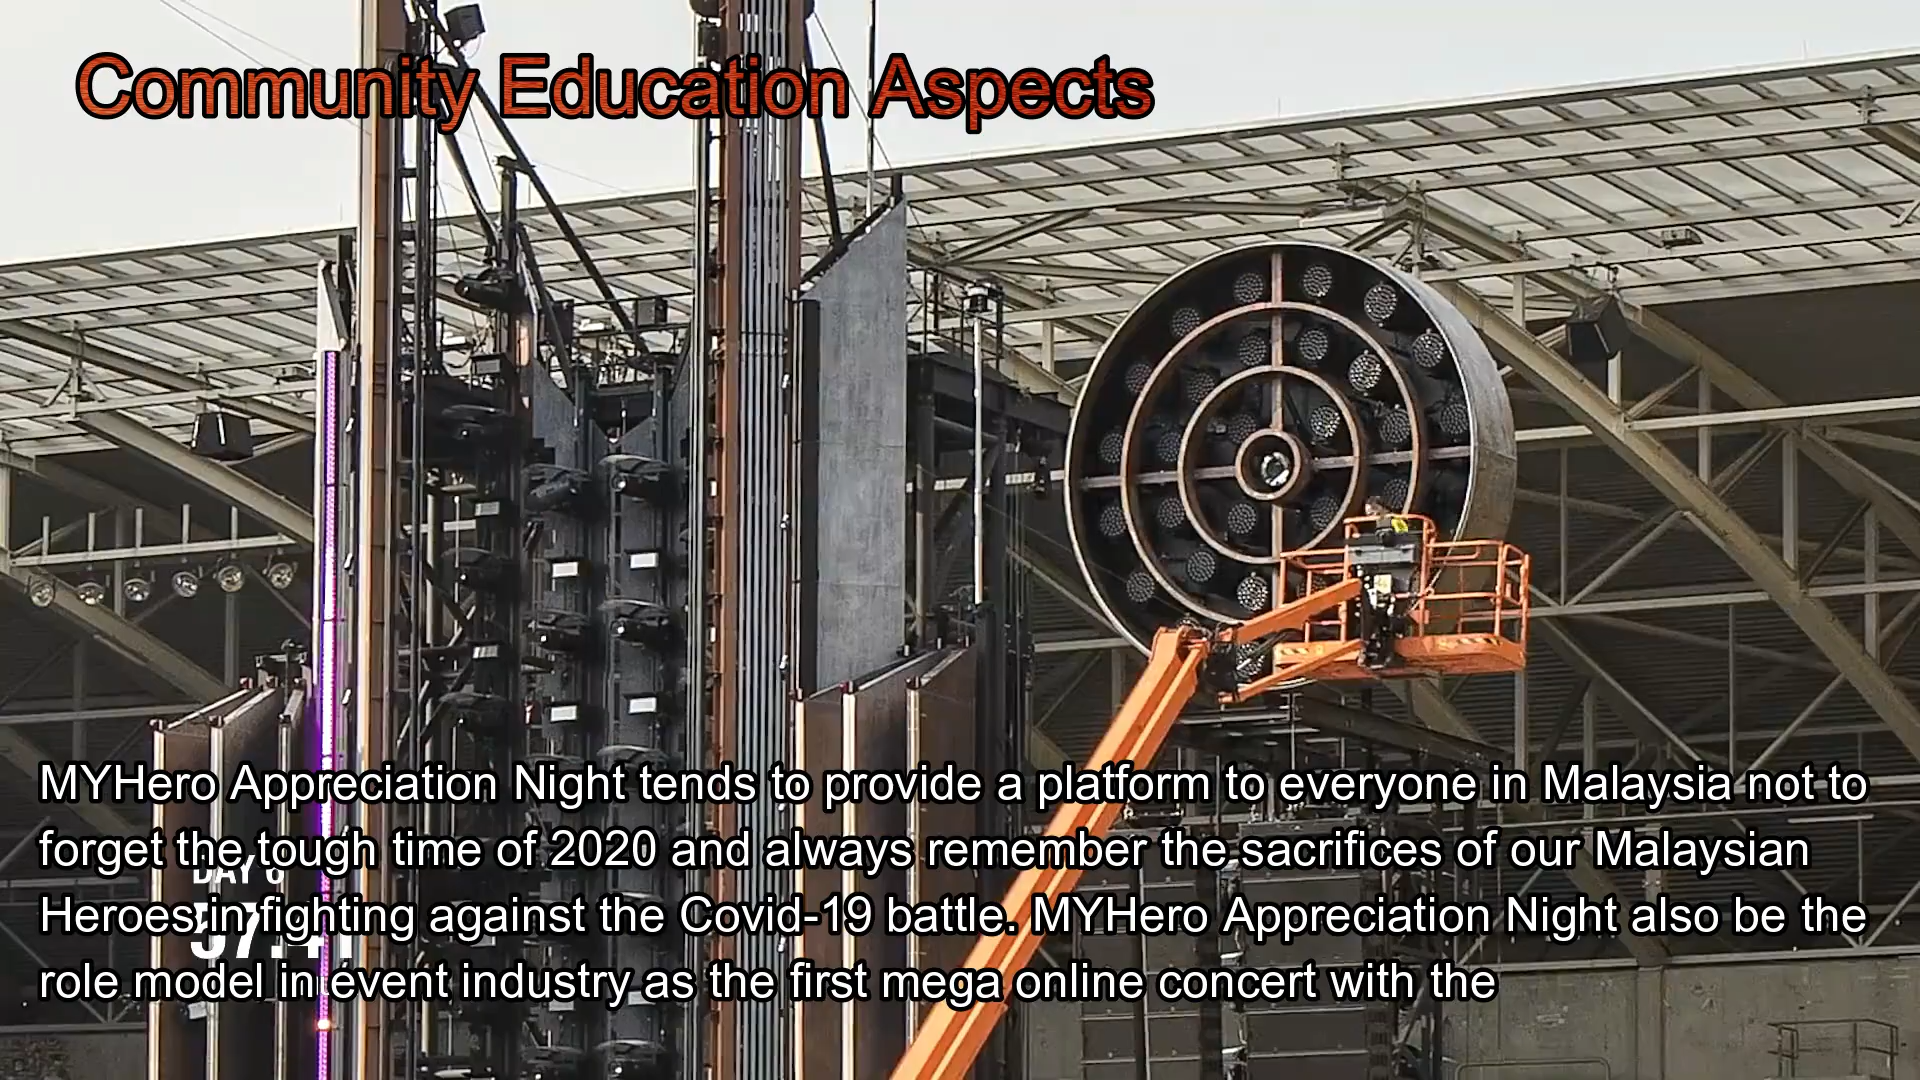 Community Education Aspects
MYHero Appreciation Night tends to provide a platform to everyone in Malaysia not to
forget the tough time of 2020 and always remember the sacrifices of our Malaysian
DAY
Heroes in fighting against the Covid-19 battle. MYHero Appreciation Night also be the
role model in event industry as the first mega online concert with the